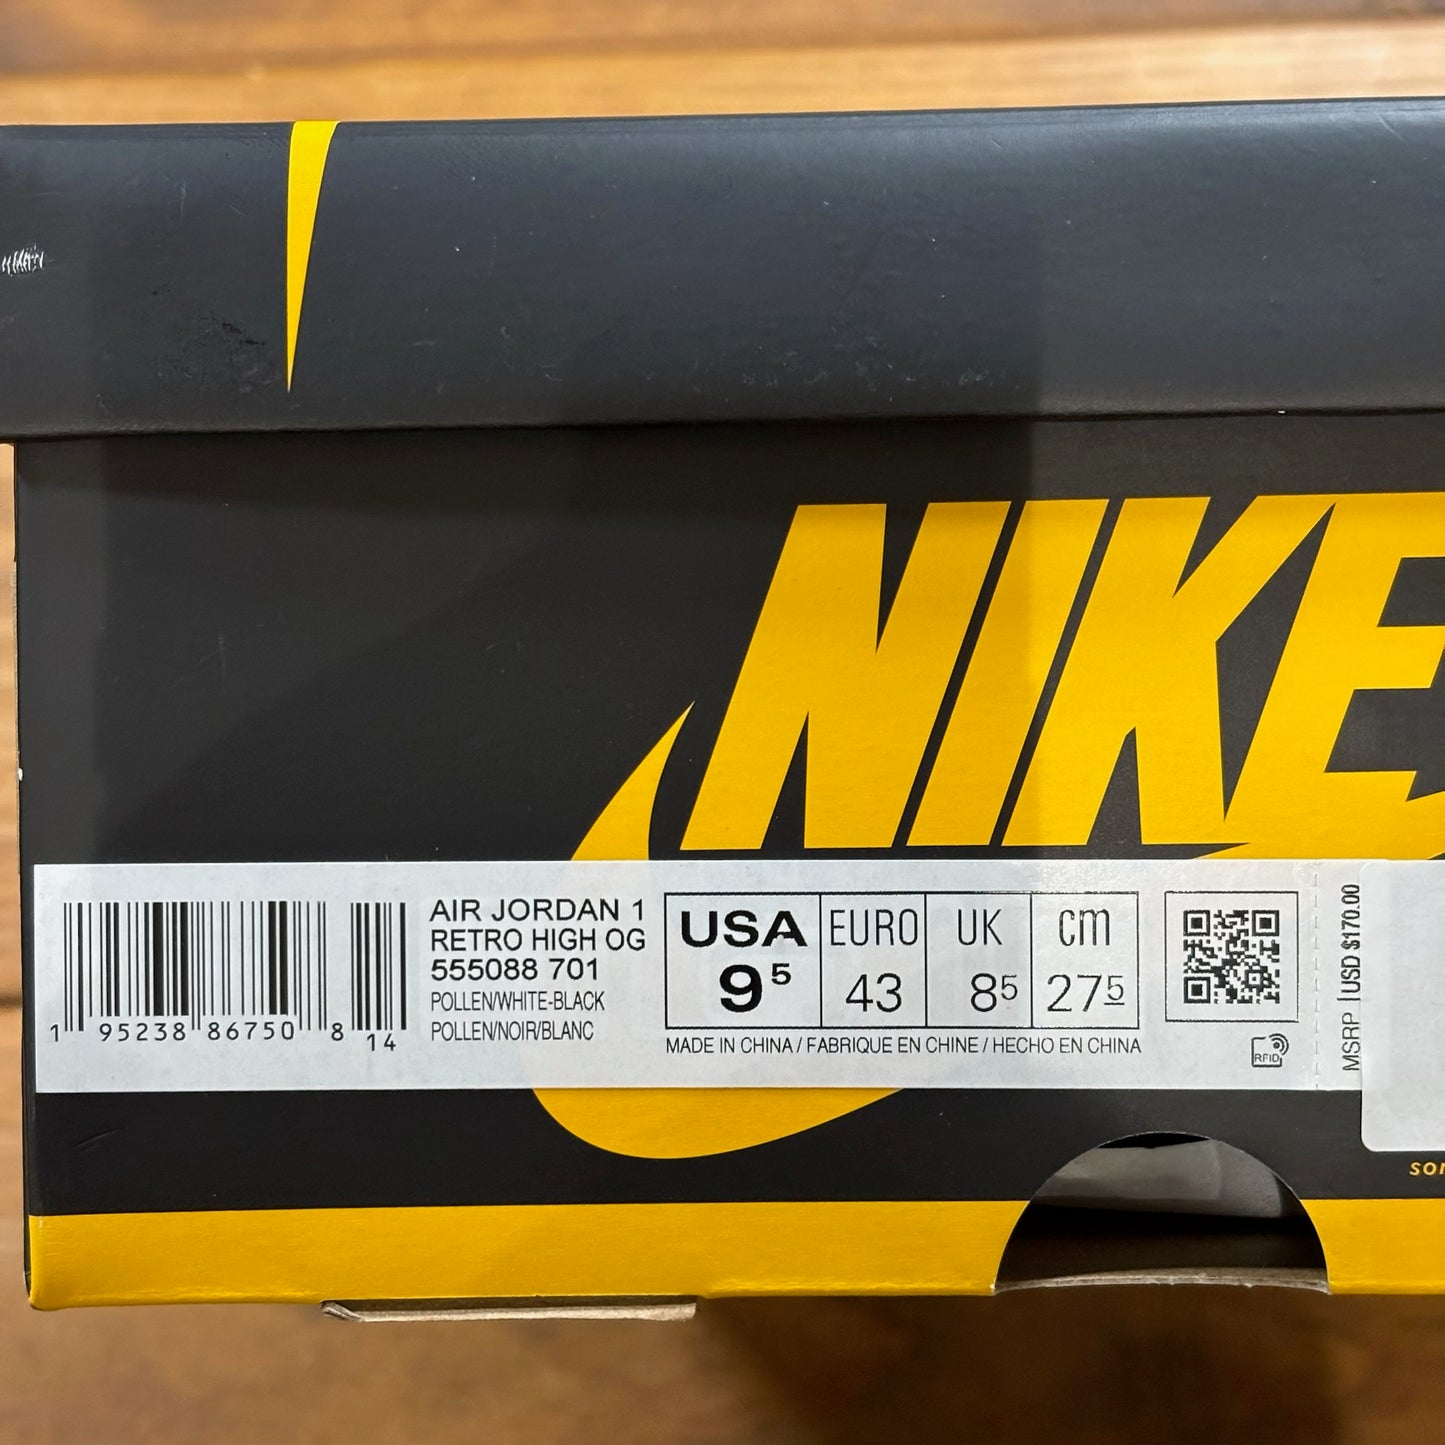 NIKE
AIR JORDAN 1
RETRO HIGH OG
555088 701
POLLEN/WHITE-BLACK
POLLEN/NOIR/BLANC
1 95238 86750 8 14
USA EURO UK cm
9⁵ 43 8⁵ 27⁵
MADE IN CHINA / FABRIQUE EN CHINE / HECHO EN CHINA
RFID
MSRP | USD $170.00